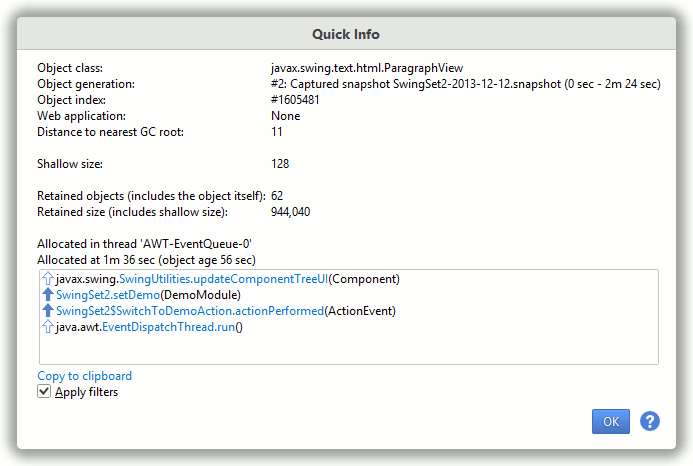 Quick Info
Object class: javax.swing.text.html.ParagraphView
Object generation: #2: Captured snapshot SwingSet2-2013-12-12.snapshot (0 sec - 2m 24 sec)
Object index: #1605481
Web application: None
Distance to nearest GC root: 11
Shallow size: 128
Retained objects (includes the object itself): 62
Retained size (includes shallow size): 944,040
Allocated in thread 'AWT-EventQueue-0'
Allocated at 1m 36 sec (object age 56 sec)
javax.swing.SwingUtilities.updateComponentTreeUI(Component)
SwingSet2.setDemo(DemoModule)
SwingSet2$SwitchToDemoAction.actionPerformed(ActionEvent)
java.awt.EventDispatchThread.run()
Copy to clipboard
Apply filters
OK ?